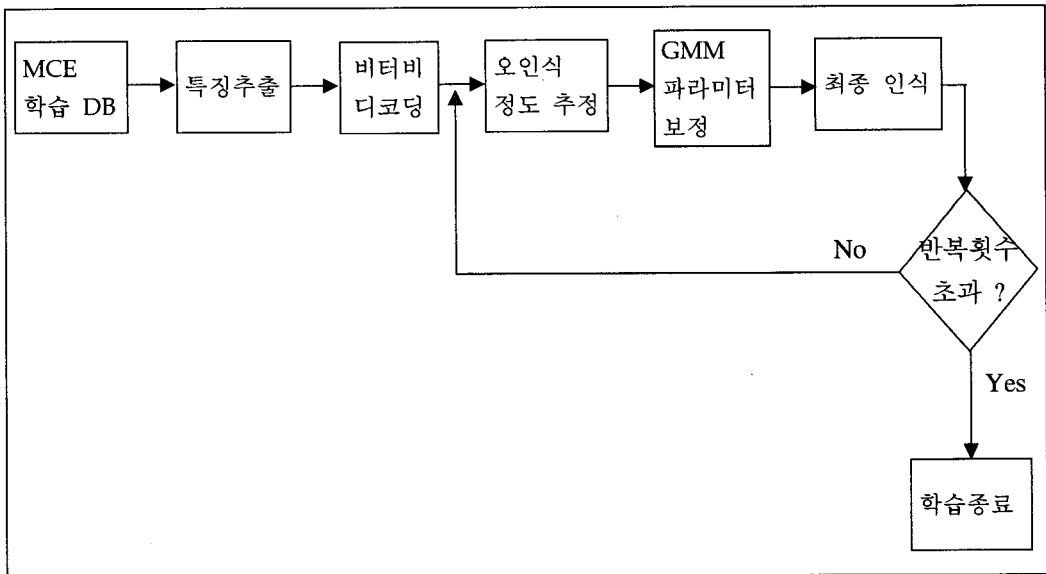 MCE
학습 DB
특징추출
비터비
디코딩
오인식
정도 추정
GMM
파라미터
보정
최종 인식
반복횟수
초과 ?
No
Yes
학습종료